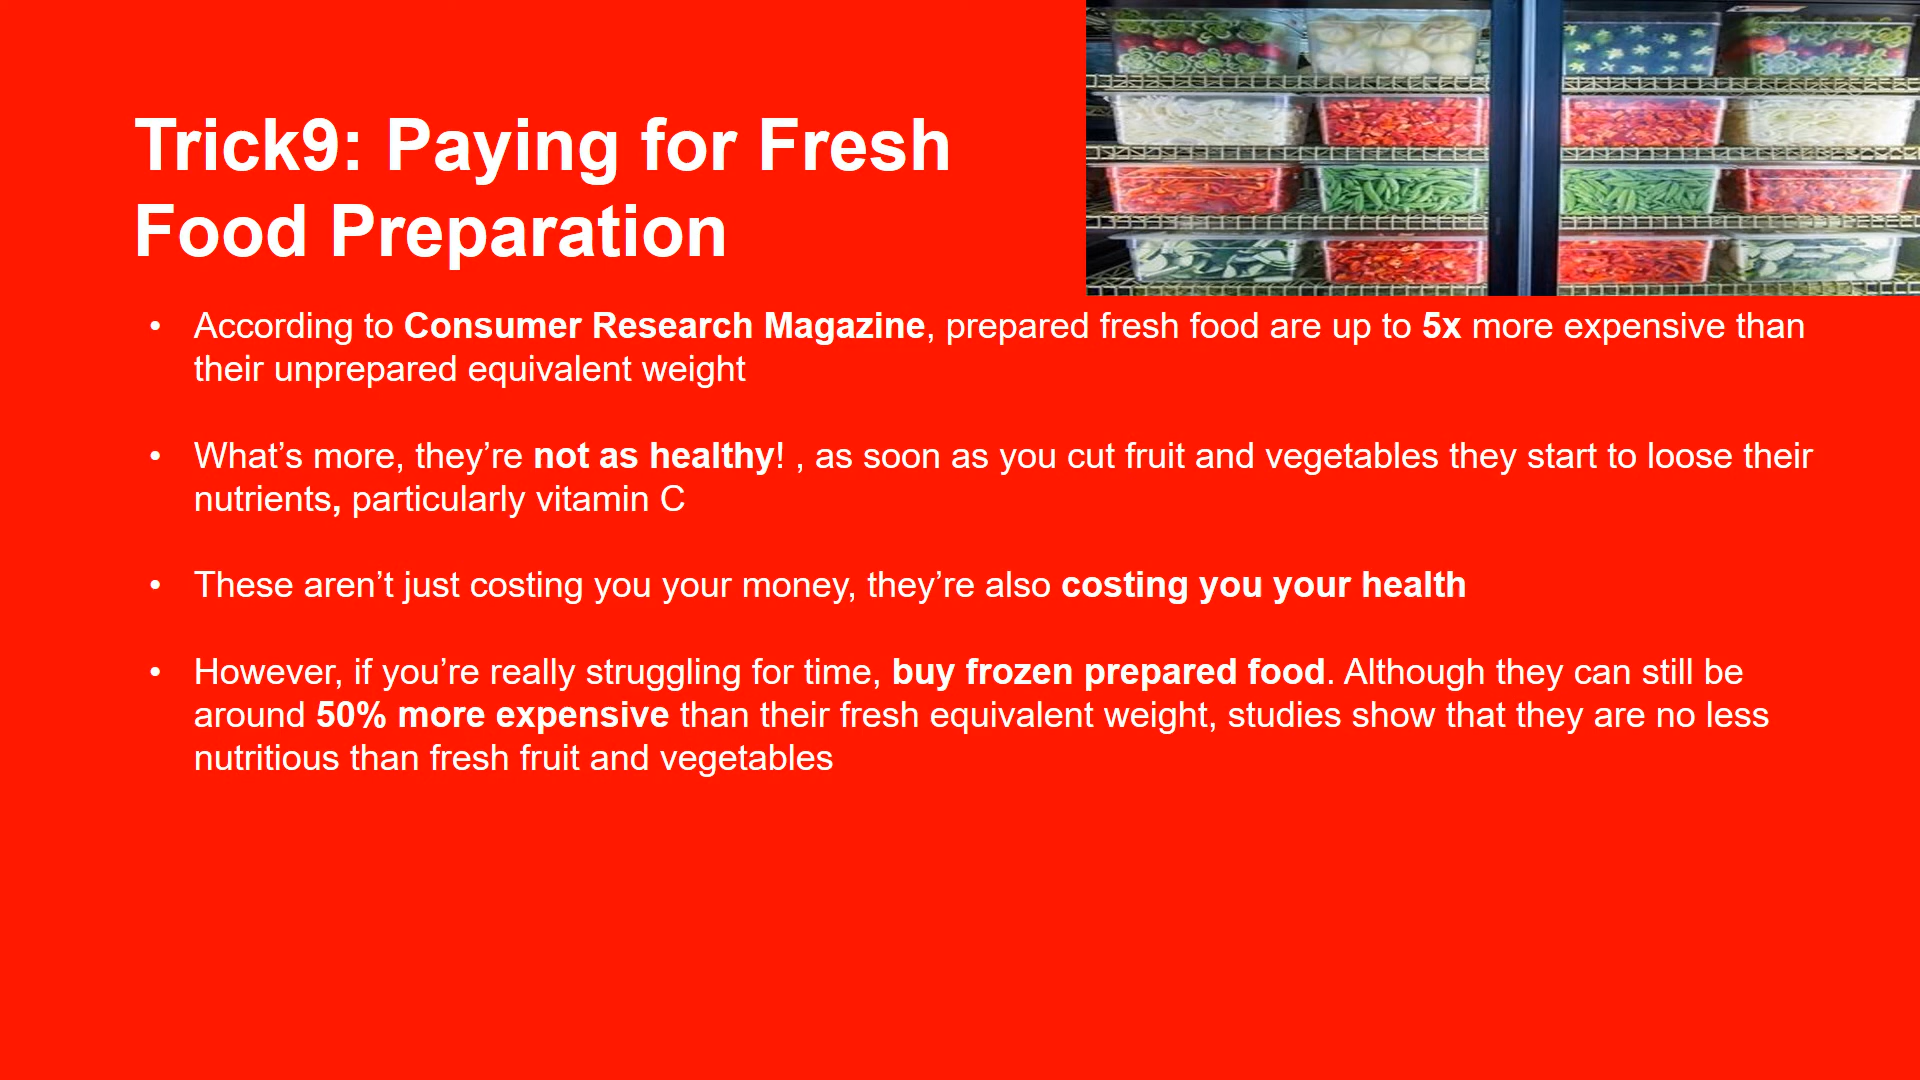 Trick9: Paying for Fresh
Food Preparation
• According to Consumer Research Magazine, prepared fresh food are up to 5x more expensive than
their unprepared equivalent weight
• What’s more, they’re not as healthy! , as soon as you cut fruit and vegetables they start to loose their
nutrients, particularly vitamin C
• These aren’t just costing you your money, they’re also costing you your health
• However, if you’re really struggling for time, buy frozen prepared food. Although they can still be
around 50% more expensive than their fresh equivalent weight, studies show that they are no less
nutritious than fresh fruit and vegetables